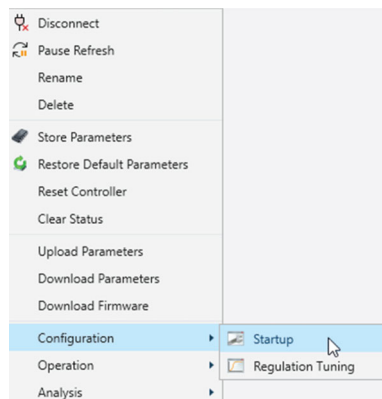 Disconnect
Pause Refresh
Rename
Delete
Store Parameters
Restore Default Parameters
Reset Controller
Clear Status
Upload Parameters
Download Parameters
Download Firmware
Configuration
Startup
Operation
Regulation Tuning
Analysis